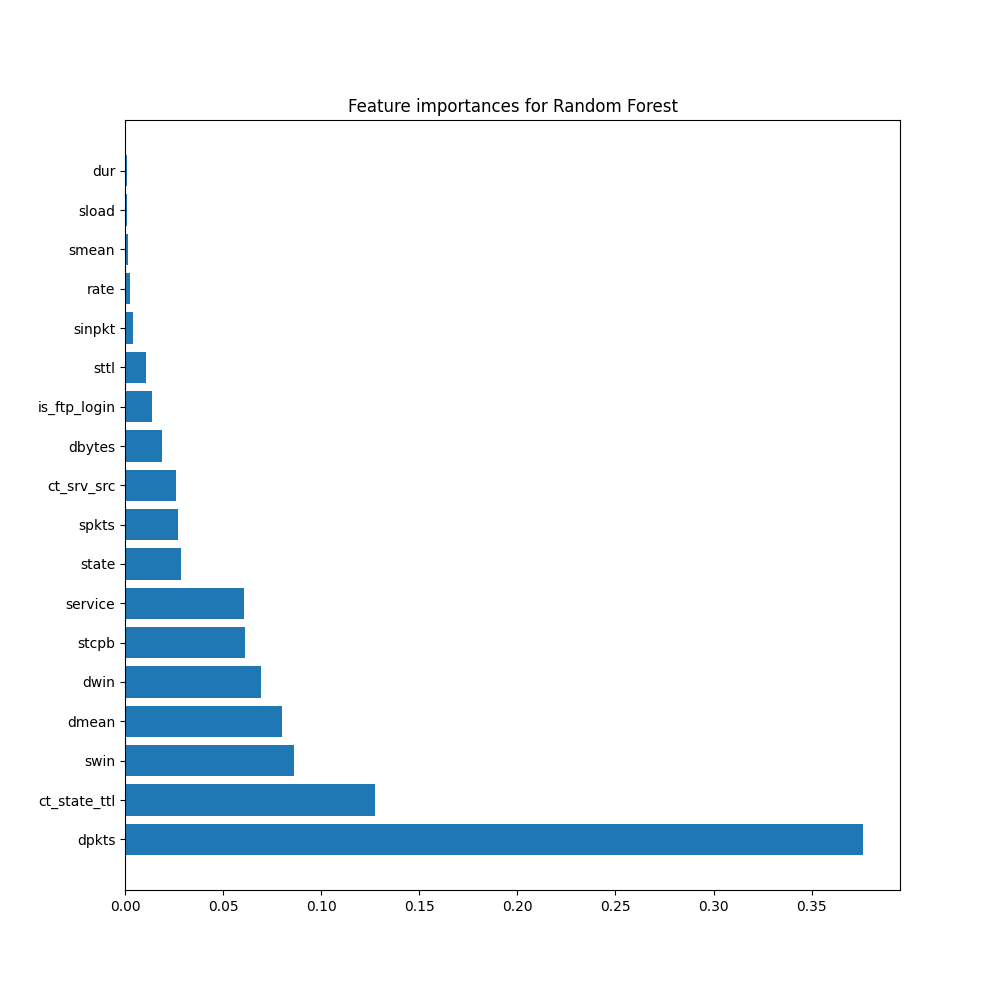 Feature importances for Random Forest
dur
sload
smean
rate
sinpkt
sttl
is_ftp_login
dbytes
ct_srv_src
spkts
state
service
stcpb
dwin
dmean
swin
ct_state_ttl
dpkts
0.00 0.05 0.10 0.15 0.20 0.25 0.30 0.35